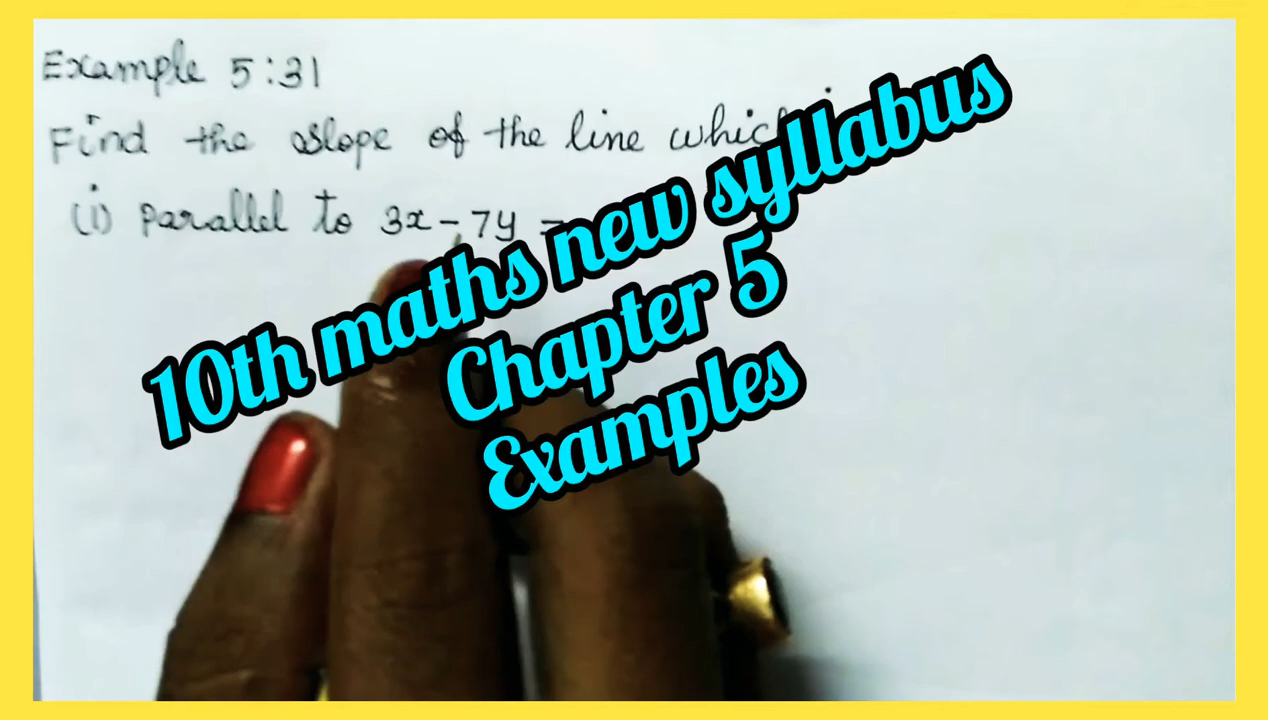 Example 5:31
Find the slope of the line which
(i) parallel to 3x - 7y =
10th maths new syllabus
Chapter 5
Examples